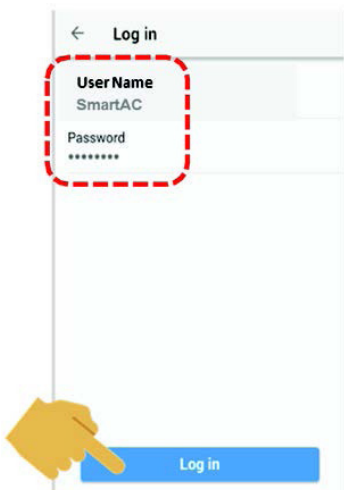 Log in
User Name
SmartAC
Password
********
Log in